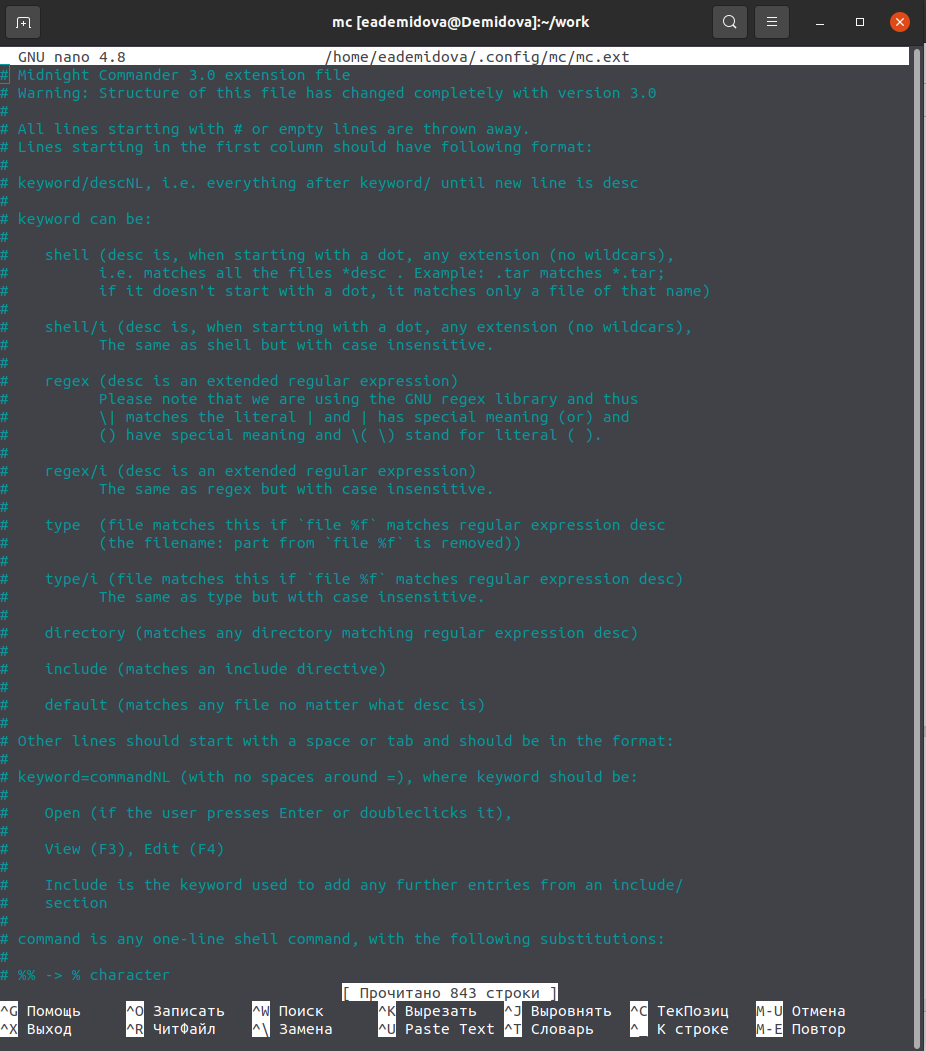 mc [eademidova@Demidova]:~/work
GNU nano 4.8 /home/eademidova/.config/mc/mc.ext
# Midnight Commander 3.0 extension file
# Warning: Structure of this file has changed completely with version 3.0
#
# All lines starting with # or empty lines are thrown away.
# Lines starting in the first column should have following format:
#
# keyword/descNL, i.e. everything after keyword/ until new line is desc
#
# keyword can be:
#
#    shell (desc is, when starting with a dot, any extension (no wildcars),
#          i.e. matches all the files *desc . Example: .tar matches *.tar;
#          if it doesn't start with a dot, it matches only a file of that name)
#
#    shell/i (desc is, when starting with a dot, any extension (no wildcars),
#          The same as shell but with case insensitive.
#
#    regex (desc is an extended regular expression)
#          Please note that we are using the GNU regex library and thus
#          \| matches the literal | and | has special meaning (or) and
#          () have special meaning and \( \) stand for literal ( ).
#
#    regex/i (desc is an extended regular expression)
#          The same as regex but with case insensitive.
#
#    type  (file matches this if `file %f` matches regular expression desc
#          (the filename: part from `file %f` is removed))
#
#    type/i (file matches this if `file %f` matches regular expression desc)
#          The same as type but with case insensitive.
#
#    directory (matches any directory matching regular expression desc)
#
#    include (matches an include directive)
#
#    default (matches any file no matter what desc is)
#
# Other lines should start with a space or tab and should be in the format:
#
# keyword=commandNL (with no spaces around =), where keyword should be:
#
#    Open (if the user presses Enter or doubleclicks it),
#
#    View (F3), Edit (F4)
#
#    Include is the keyword used to add any further entries from an include/
#    section
#
# command is any one-line shell command, with the following substitutions:
#
# %% -> % character
[ Прочитано 843 строки ]
^G Помощь ^O Записать ^W Поиск ^K Вырезать ^J Выровнять ^C ТекПозиц M-U Отмена
^X Выход ^R ЧитФайл ^\ Замена ^U Paste Text ^T Словарь ^_ К строке M-E Повтор